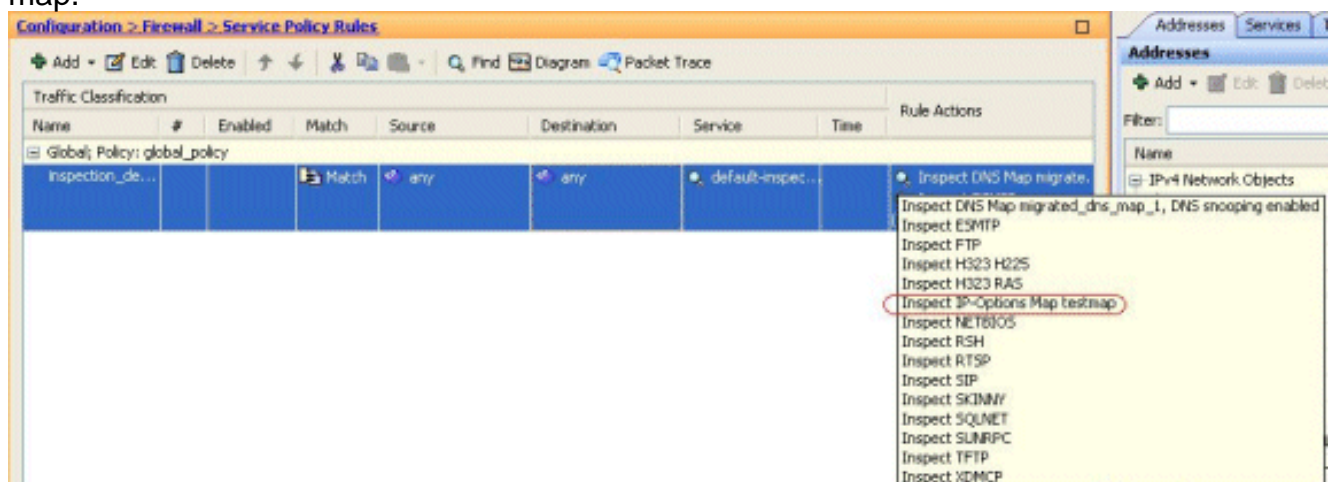 map.
Configuration > Firewall > Service Policy Rules
Add Edit Delete Find Diagram Packet Trace
Traffic Classification
Name # Enabled Match Source Destination Service Time Rule Actions
Global; Policy: global_policy
inspection_de... Match any any default-inspec... Inspect DNS Map migrate.
Inspect DNS Map migrated_dns_map_1, DNS snooping enabled
Inspect ESMTP
Inspect FTP
Inspect H323 H225
Inspect H323 RAS
Inspect IP-Options Map testmap
Inspect NETBIOS
Inspect RSH
Inspect RTSP
Inspect SIP
Inspect SKINNY
Inspect SQLNET
Inspect SUNRPC
Inspect TFTP
Inspect XDMCP
Addresses Services
Addresses
Add Edit Delet
Filter:
Name
IPv4 Network Objects